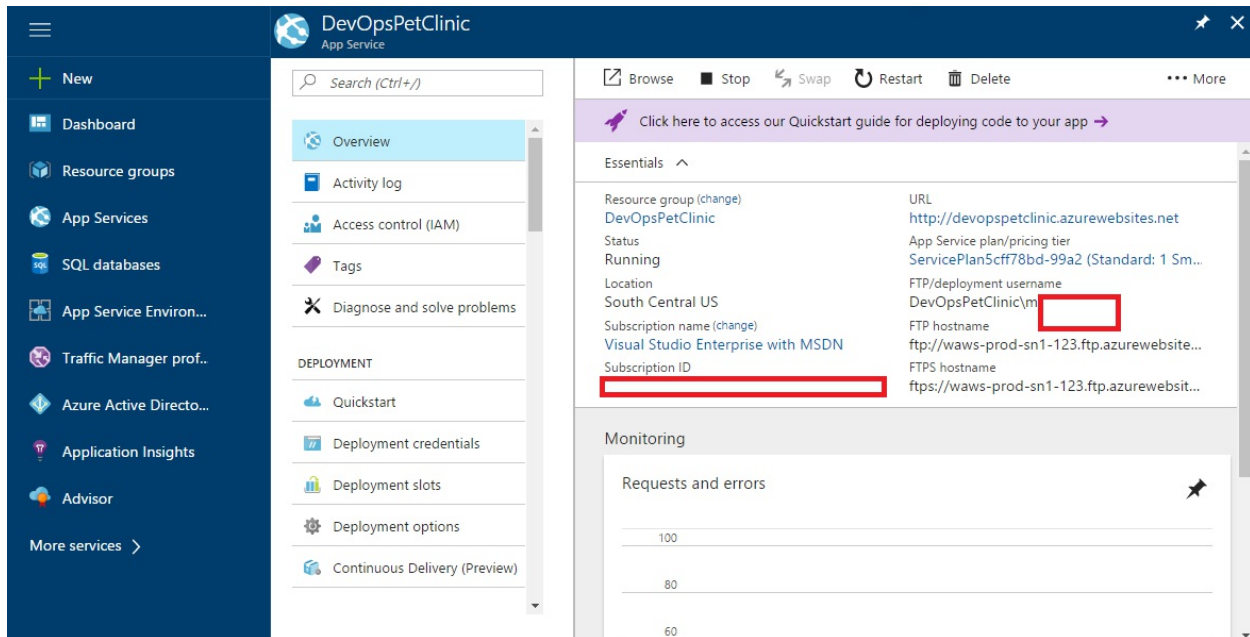 DevOpsPetClinic
App Service
New
Dashboard
Resource groups
App Services
SQL databases
App Service Environ...
Traffic Manager prof..
Azure Active Directo...
Application Insights
Advisor
More services
Search (Ctrl+/)
Overview
Activity log
Access control (IAM)
Tags
Diagnose and solve problems
DEPLOYMENT
Quickstart
Deployment credentials
Deployment slots
Deployment options
Continuous Delivery (Preview)
Browse Stop Swap Restart Delete More
Click here to access our Quickstart guide for deploying code to your app
Essentials
Resource group (change)
DevOpsPetClinic
Status
Running
Location
South Central US
Subscription name (change)
Visual Studio Enterprise with MSDN
Subscription ID
URL
http://devopspetclinic.azurewebsites.net
App Service plan/pricing tier
ServicePlan5cff78bd-99a2 (Standard: 1 Sm...
FTP/deployment username
DevOpsPetClinic\m
FTP hostname
ftp://waws-prod-sn1-123.ftp.azurewebsite...
FTPS hostname
ftps://waws-prod-sn1-123.ftp.azurewebsit...
Monitoring
Requests and errors
100
80
60